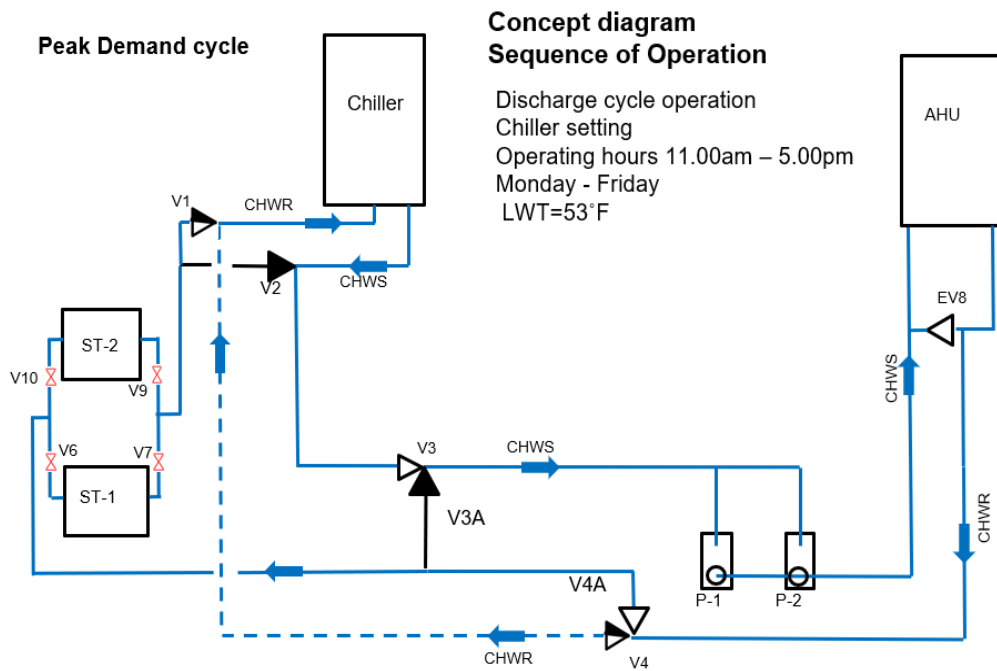 Peak Demand cycle
Concept diagram
Sequence of Operation
Discharge cycle operation
Chiller setting
Operating hours 11.00am – 5.00pm
Monday - Friday
LWT=53°F
Chiller
AHU
V1
CHWR
V2
CHWS
EV8
ST-2
V10
V9
CHWS
V6
V7
V3
CHWS
ST-1
V3A
CHWR
V4A
P-1
P-2
CHWR
V4